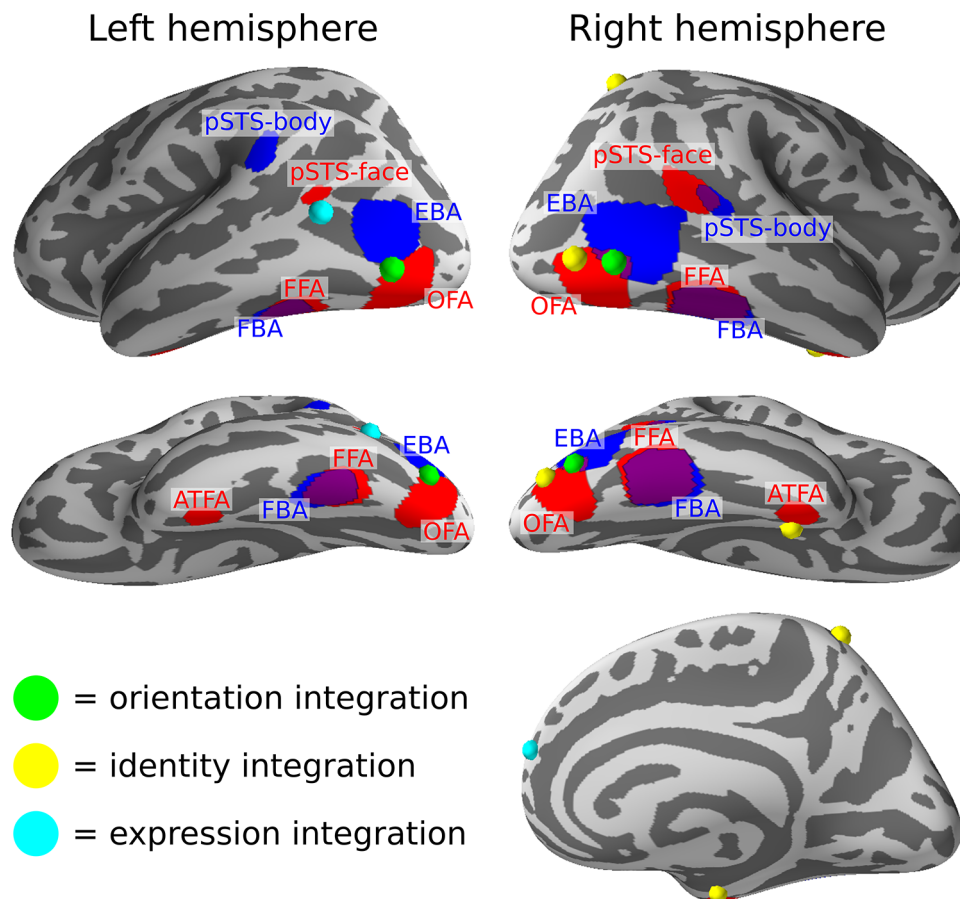 Left hemisphere
Right hemisphere
pSTS-body
pSTS-face
EBA
FFA
OFA
FBA
pSTS-face
EBA
pSTS-body
FFA
OFA
FBA
EBA
FFA
ATFA
FBA
OFA
EBA
FFA
ATFA
FBA
OFA
= orientation integration
= identity integration
= expression integration